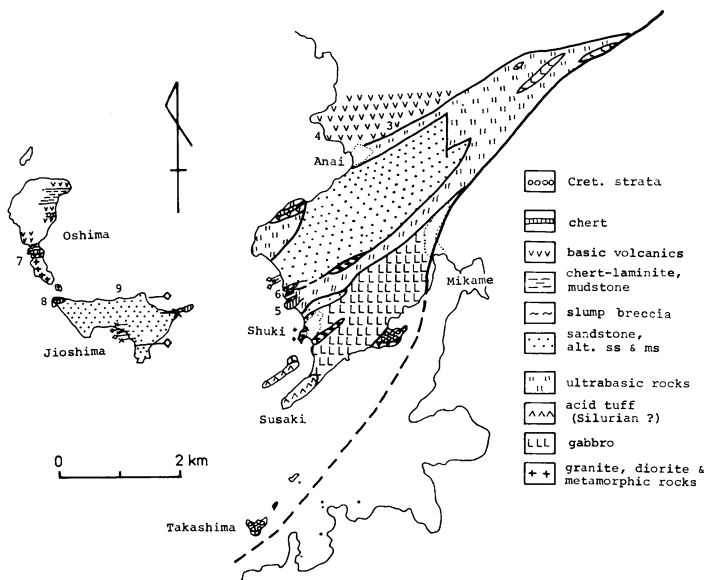 3
4
Anai
Oshima
7
8
9
Jioshima
6
5
Shuki
Mikame
Susaki
0 2 km
Takashima
Cret. strata
chert
basic volcanics
chert-laminite,
mudstone
slump breccia
sandstone,
alt. ss & ms
ultrabasic rocks
acid tuff
(Silurian ?)
gabbro
granite, diorite &
metamorphic rocks